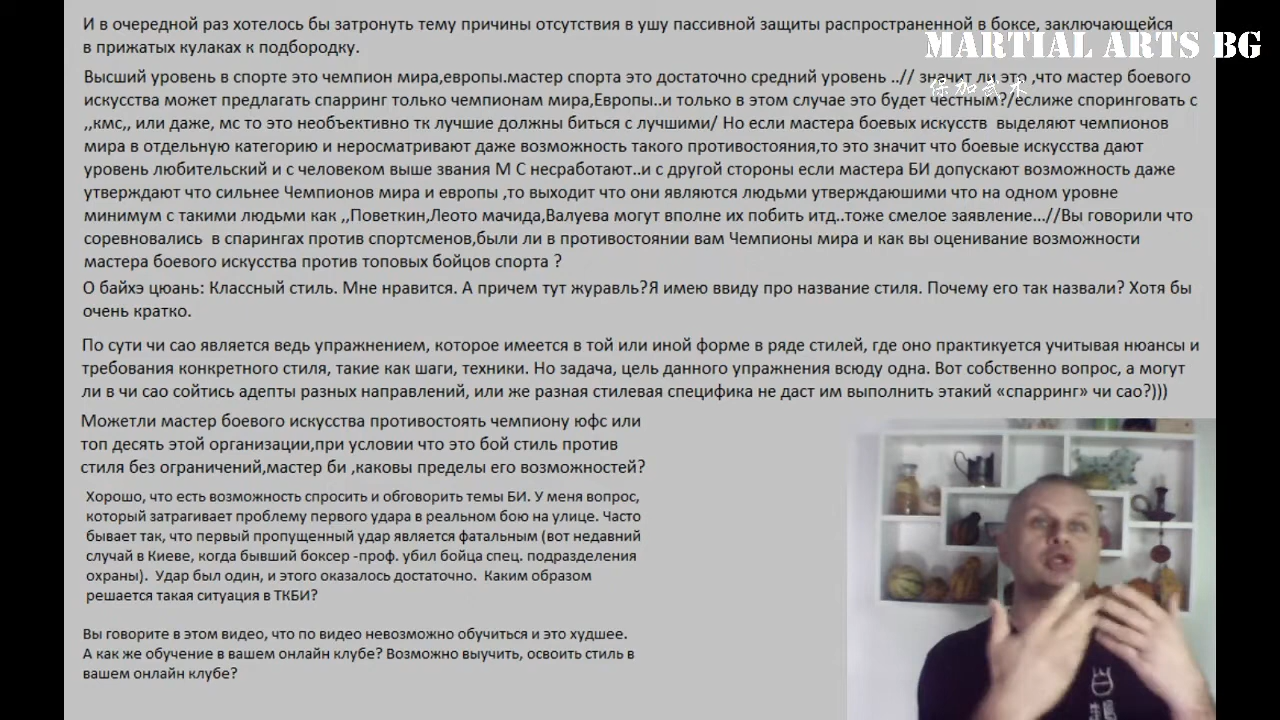 И в очередной раз хотелось бы затронуть тему причины отсутствия в ушу пассивной защиты распространенной в боксе, заключающейся
в прижатых кулаках к подбородку.
MARTIAL ARTS BG
保加武术
Высший уровень в спорте это чемпион мира,европы.мастер спорта это достаточно средний уровень ..// значит ли это ,что мастер боевого
искусства может предлагать спарринг только чемпионам мира,Европы..и только в этом случае это будет честным?/еслиже споринговать с
,,кмс,, или даже, мс то это необъективно тк лучшие должны биться с лучшими/ Но если мастера боевых искусств выделяют чемпионов
мира в отдельную категорию и неросматривают даже возможность такого противостояния,то это значит что боевые искусства дают
уровень любительский и с человеком выше звания М С несработают..и с другой стороны если мастера БИ допускают возможность даже
утверждают что сильнее Чемпионов мира и европы ,то выходит что они являются людьми утверждаюшими что на одном уровне
минимум с такими людьми как ,,Поветкин,Леото мачида,Валуева могут вполне их побить итд..тоже смелое заявление...//Вы говорили что
соревновались в спарингах против спортсменов,были ли в противостоянии вам Чемпионы мира и как вы оценивание возможности
мастера боевого искусства против топовых бойцов спорта ?
О байхэ цюань: Классный стиль. Мне нравится. А причем тут журавль?Я имею ввиду про название стиля. Почему его так назвали? Хотя бы
очень кратко.
По сути чи сао является ведь упражнением, которое имеется в той или иной форме в ряде стилей, где оно практикуется учитывая нюансы и
требования конкретного стиля, такие как шаги, техники. Но задача, цель данного упражнения всюду одна. Вот собственно вопрос, а могут
ли в чи сао сойтись адепты разных направлений, или же разная стилевая специфика не даст им выполнить этакий «спарринг» чи сао?)))
Можетли мастер боевого искусства противостоять чемпиону юфс или
топ десять этой организации,при условии что это бой стиль против
стиля без ограничений,мастер би ,каковы пределы его возможностей?
Хорошо, что есть возможность спросить и обговорить темы БИ. У меня вопрос,
который затрагивает проблему первого удара в реальном бою на улице. Часто
бывает так, что первый пропущенный удар является фатальным (вот недавний
случай в Киеве, когда бывший боксер -проф. убил бойца спец. подразделения
охраны). Удар был один, и этого оказалось достаточно. Каким образом
решается такая ситуация в ТКБИ?
Вы говорите в этом видео, что по видео невозможно обучиться и это худшее.
А как же обучение в вашем онлайн клубе? Возможно выучить, освоить стиль в
вашем онлайн клубе?